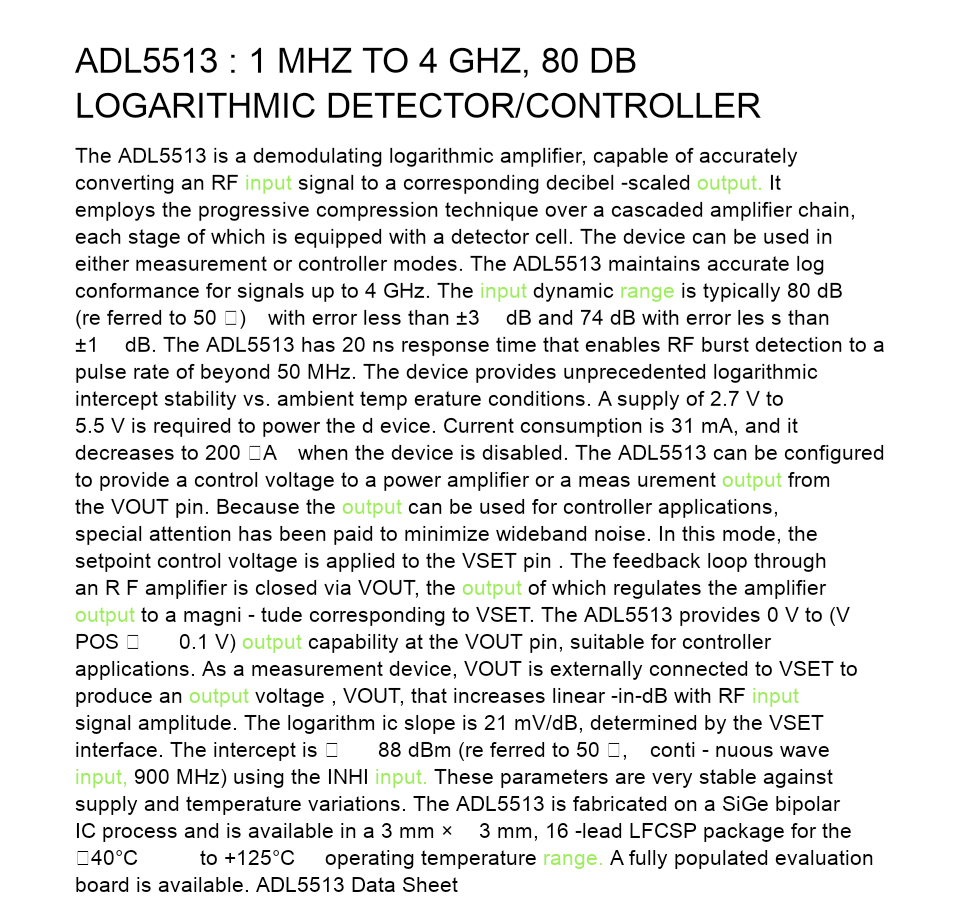 ADL5513 : 1 MHZ TO 4 GHZ, 80 DB
LOGARITHMIC DETECTOR/CONTROLLER
The ADL5513 is a demodulating logarithmic amplifier, capable of accurately
converting an RF input signal to a corresponding decibel -scaled output. It
employs the progressive compression technique over a cascaded amplifier chain,
each stage of which is equipped with a detector cell. The device can be used in
either measurement or controller modes. The ADL5513 maintains accurate log
conformance for signals up to 4 GHz. The input dynamic range is typically 80 dB
(re ferred to 50 □) with error less than ±3 dB and 74 dB with error les s than
±1 dB. The ADL5513 has 20 ns response time that enables RF burst detection to a
pulse rate of beyond 50 MHz. The device provides unprecedented logarithmic
intercept stability vs. ambient temp erature conditions. A supply of 2.7 V to
5.5 V is required to power the d evice. Current consumption is 31 mA, and it
decreases to 200 □A when the device is disabled. The ADL5513 can be configured
to provide a control voltage to a power amplifier or a meas urement output from
the VOUT pin. Because the output can be used for controller applications,
special attention has been paid to minimize wideband noise. In this mode, the
setpoint control voltage is applied to the VSET pin . The feedback loop through
an R F amplifier is closed via VOUT, the output of which regulates the amplifier
output to a magni - tude corresponding to VSET. The ADL5513 provides 0 V to (V
POS □ 0.1 V) output capability at the VOUT pin, suitable for controller
applications. As a measurement device, VOUT is externally connected to VSET to
produce an output voltage , VOUT, that increases linear -in-dB with RF input
signal amplitude. The logarithm ic slope is 21 mV/dB, determined by the VSET
interface. The intercept is □ 88 dBm (re ferred to 50 □, conti - nuous wave
input, 900 MHz) using the INHI input. These parameters are very stable against
supply and temperature variations. The ADL5513 is fabricated on a SiGe bipolar
IC process and is available in a 3 mm × 3 mm, 16 -lead LFCSP package for the
□40°C to +125°C operating temperature range. A fully populated evaluation
board is available. ADL5513 Data Sheet